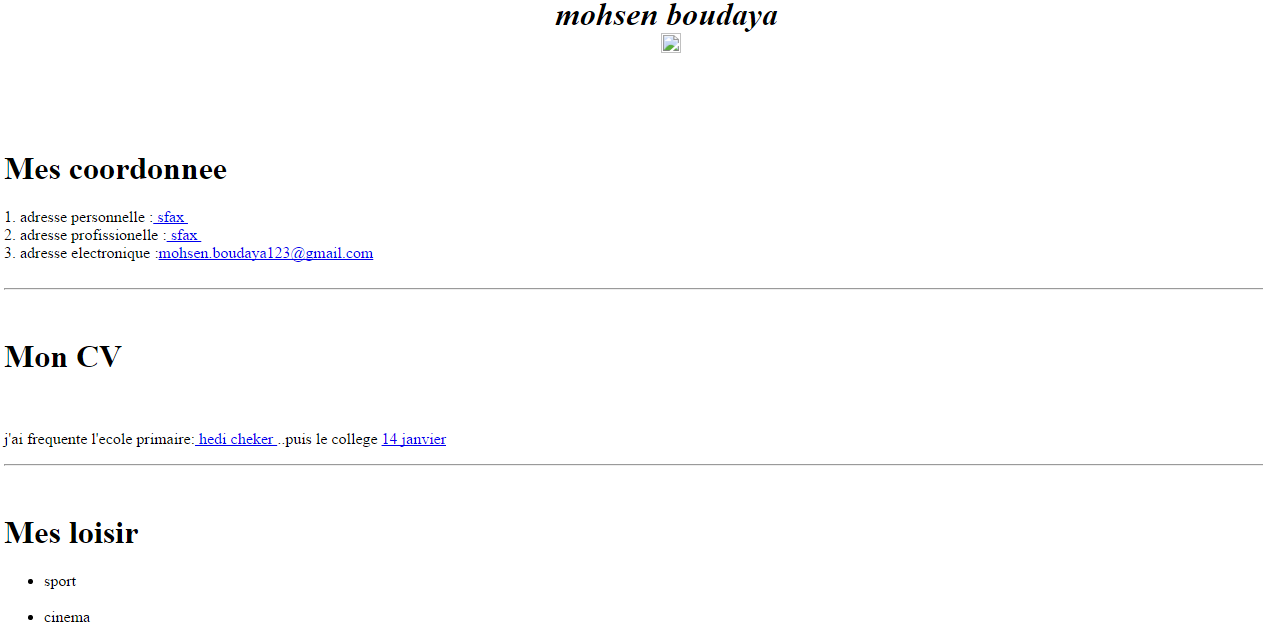 mohsen boudaya
Mes coordonnee
1. adresse personnelle : sfax
2. adresse profissionelle : sfax
3. adresse electronique :mohsen.boudaya123@gmail.com
Mon CV
j'ai frequente l'ecole primaire: hedi cheker ..puis le college 14 janvier
Mes loisir
• sport
• cinema